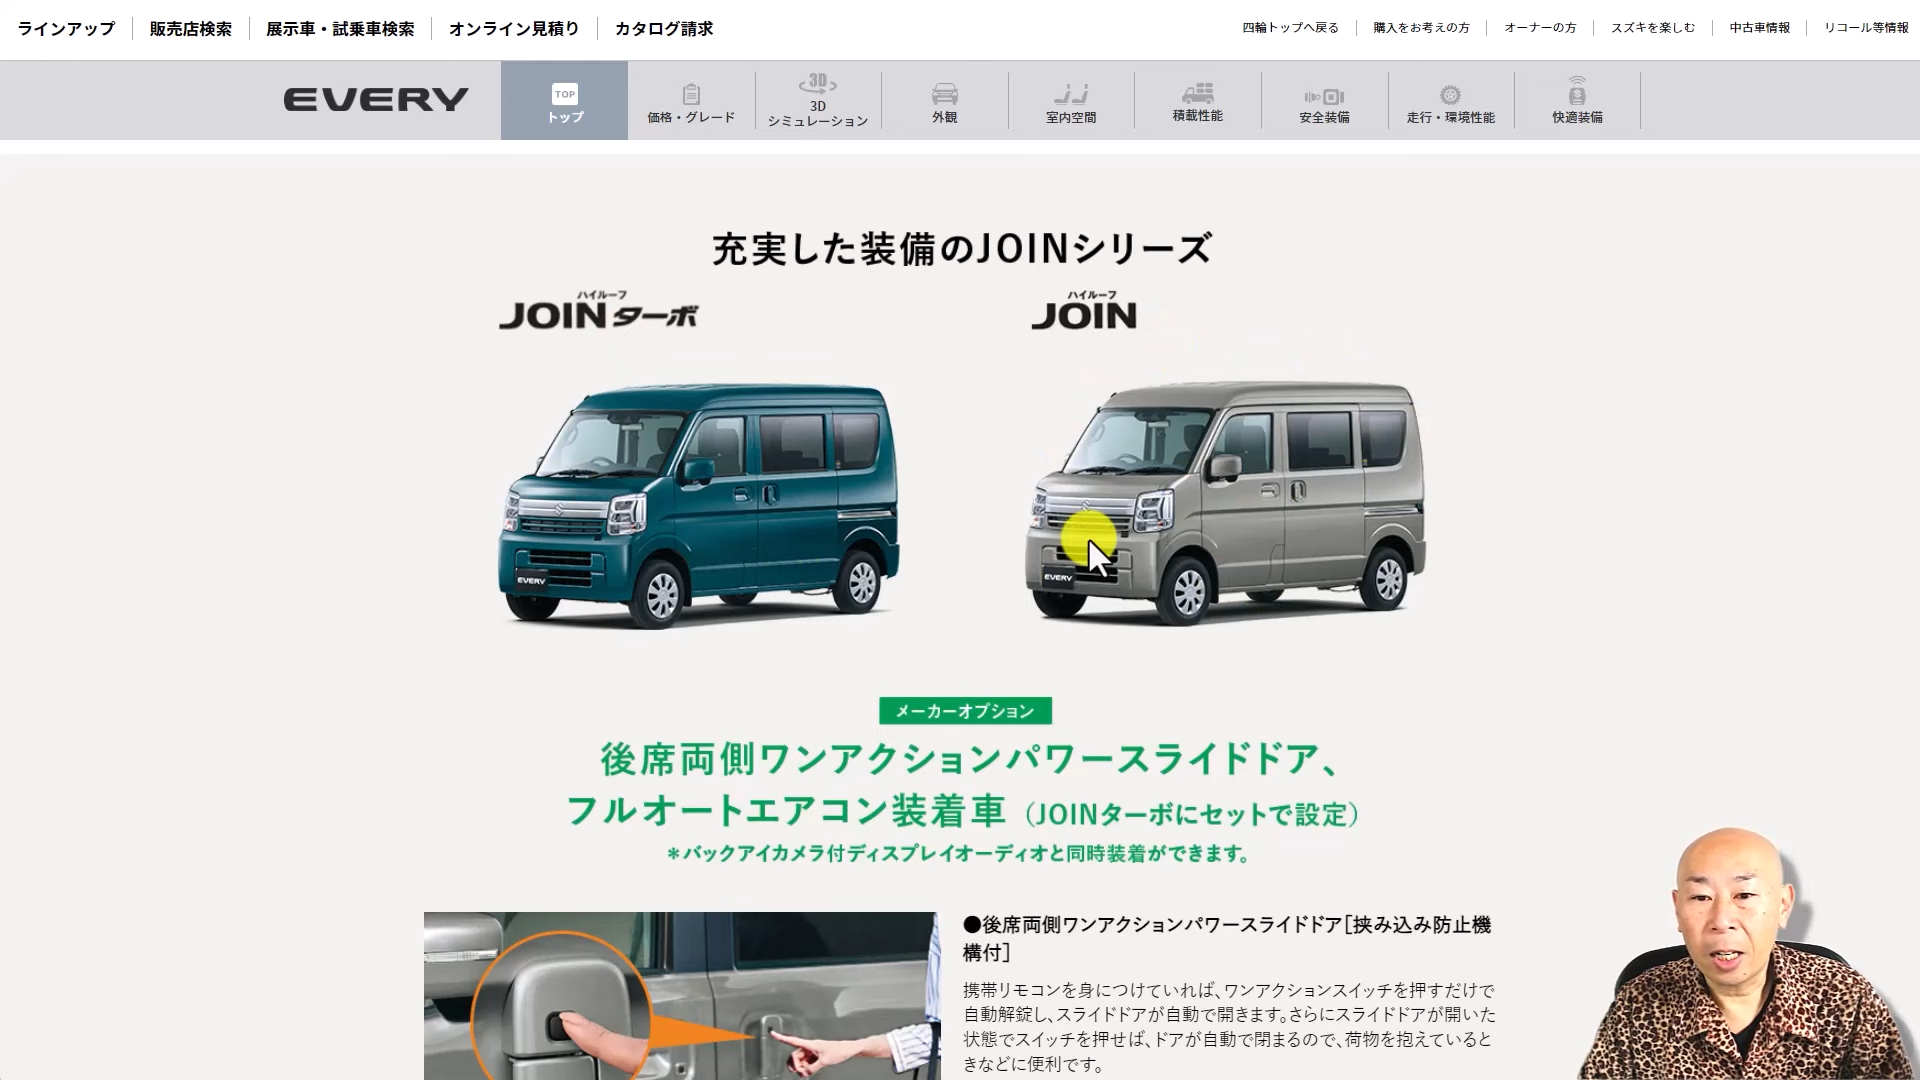 ラインアップ
販売店検索
展示車・試乗車検索
オンライン見積り
カタログ請求
四輪トップへ戻る
購入をお考えの方
オーナーの方
スズキを楽しむ
中古車情報
リコール等情報
EVERY
TOP
トップ
価格・グレード
3D
3D
シミュレーション
外観
室内空間
積載性能
安全装備
走行・環境性能
快適装備
充実した装備のJOINシリーズ
ハイルーフ
JOINターボ
ハイルーフ
JOIN
EVERY
EVERY
メーカーオプション
後席両側ワンアクションパワースライドドア、
フルオートエアコン装着車（JOINターボにセットで設定）
＊バックアイカメラ付ディスプレイオーディオと同時装着ができます。
●後席両側ワンアクションパワースライドドア[挟み込み防止機
構付]
携帯リモコンを身につけていれば、ワンアクションスイッチを押すだけで
自動解錠し、スライドドアが自動で開きます。さらにスライドドアが開いた
状態でスイッチを押せば、ドアが自動で閉まるので、荷物を抱えていると
きなどに便利です。